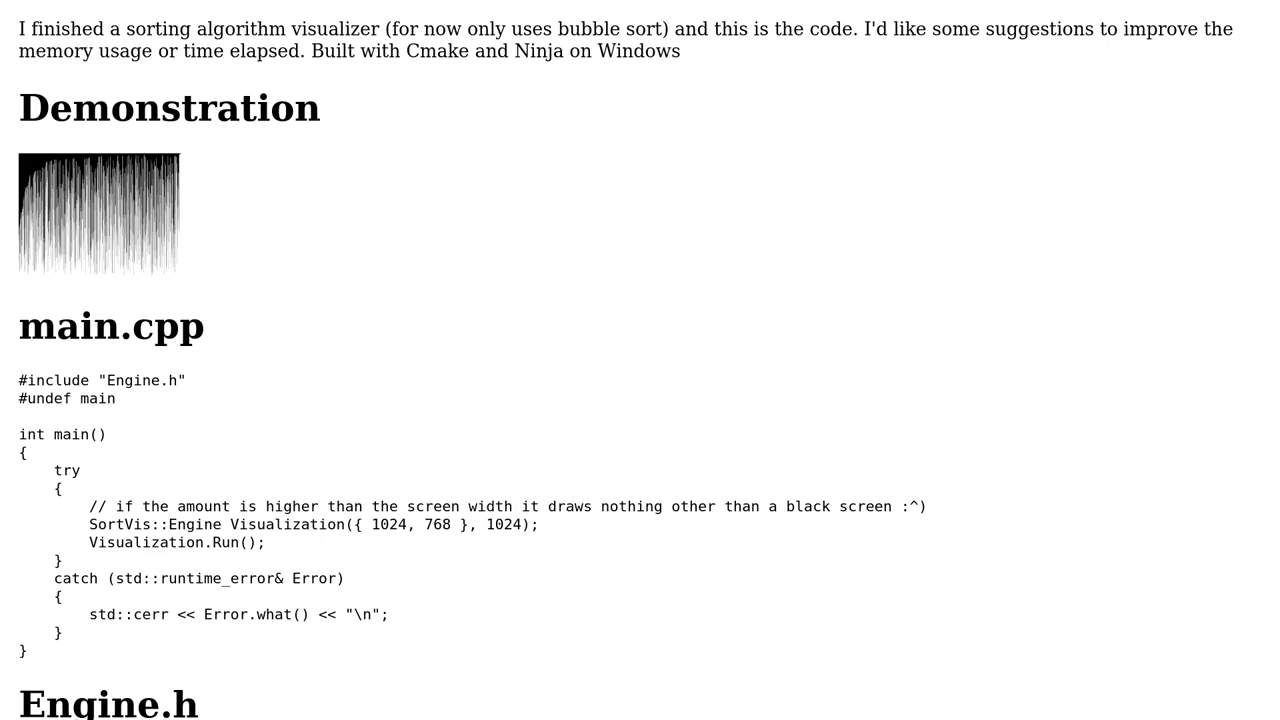 I finished a sorting algorithm visualizer (for now only uses bubble sort) and this is the code. I'd like some suggestions to improve the
memory usage or time elapsed. Built with Cmake and Ninja on Windows
Demonstration
main.cpp
#include "Engine.h"
#undef main

int main()
{
    try
    {
        // if the amount is higher than the screen width it draws nothing other than a black screen :^)
        SortVis::Engine Visualization({ 1024, 768 }, 1024);
        Visualization.Run();
    }
    catch (std::runtime_error& Error)
    {
        std::cerr << Error.what() << "\n";
    }
}
Engine.h